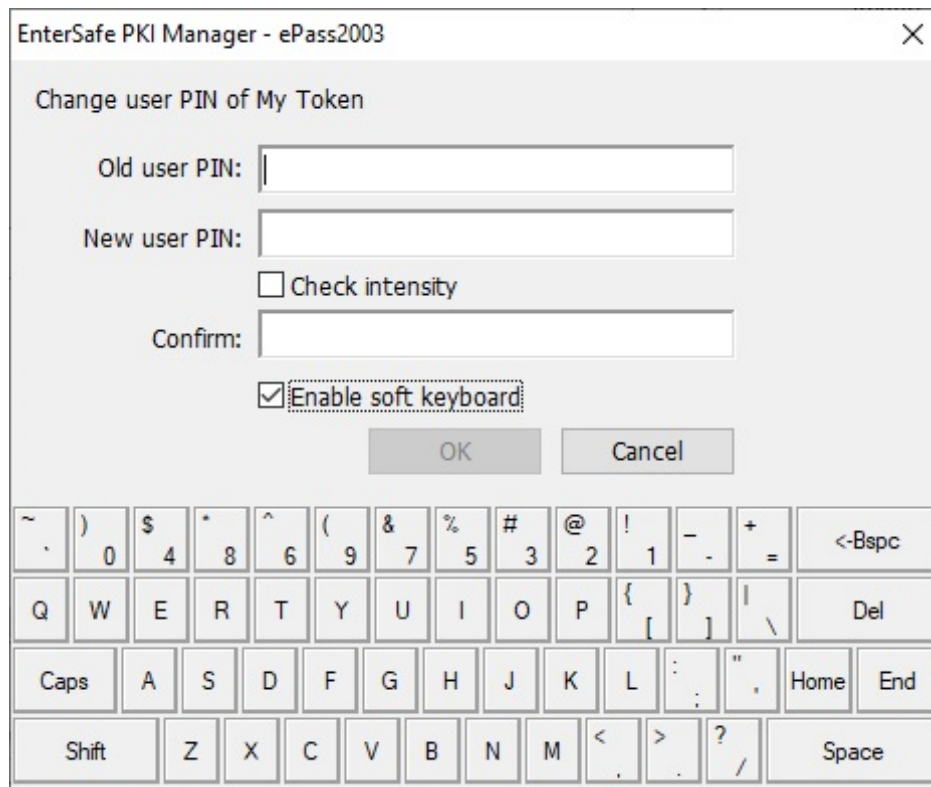 EnterSafe PKI Manager - ePass2003
Change user PIN of My Token
Old user PIN:
New user PIN:
Check intensity
Confirm:
Enable soft keyboard
OK Cancel
~ ` ) 0 $ 4 * 8 ^ 6 ( 9 & 7 % 5 # 3 @ 2 ! 1 _ - + = <-Bspc
Q W E R T Y U I O P { [ } ] | \ Del
Caps A S D F G H J K L : ; " ' Home End
Shift Z X C V B N M < , > . ? / Space